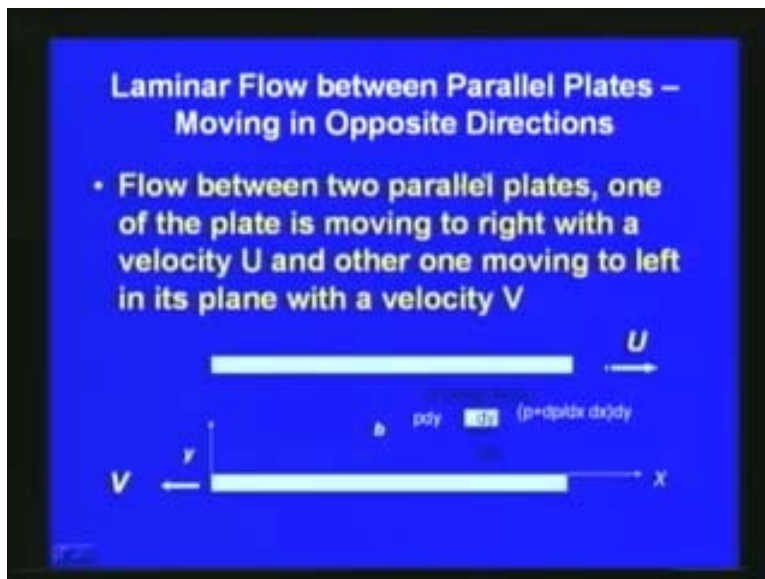 Laminar Flow between Parallel Plates –
Moving in Opposite Directions
• Flow between two parallel plates, one
of the plate is moving to right with a
velocity U and other one moving to left
in its plane with a velocity V
U
b pdy dy (p+dp/dx dx)dy
y
V X